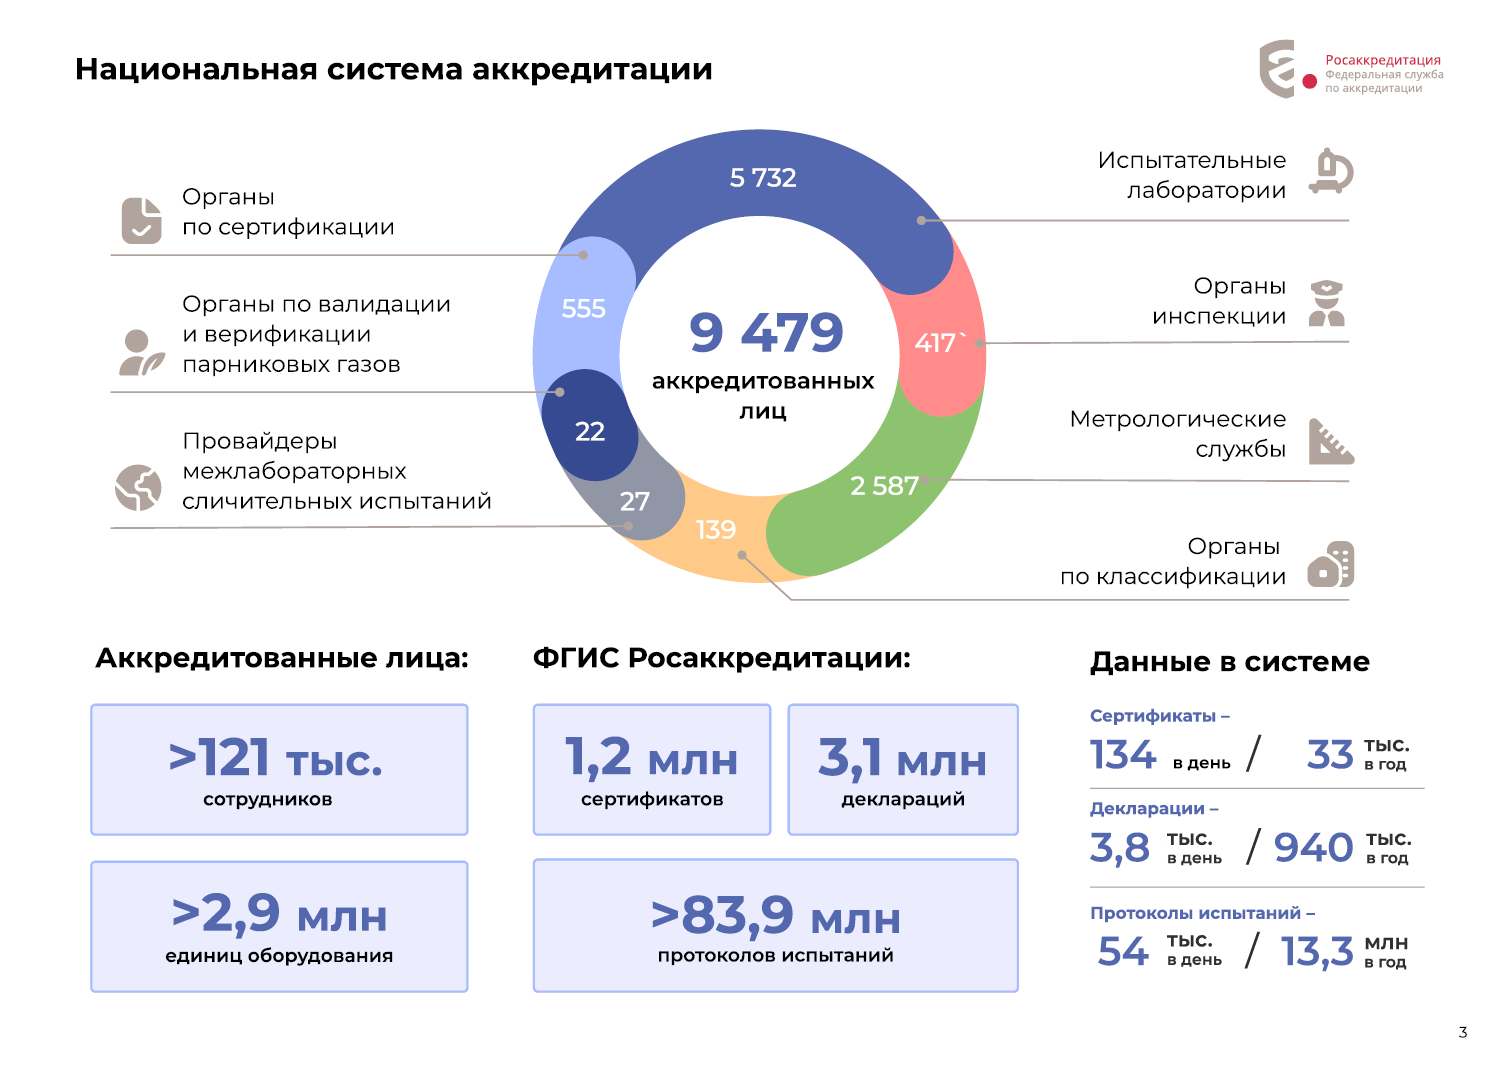 Национальная система аккредитации
Росаккредитация
Федеральная служба
по аккредитации
Органы
по сертификации
Органы по валидации
и верификации
парниковых газов
Провайдеры
межлабораторных
сличительных испытаний
5 732
555
22
27
139
2 587
417`
9 479
аккредитованных
лиц
Испытательные
лаборатории
Органы
инспекции
Метрологические
службы
Органы
по классификации
Аккредитованные лица:
>121 тыс.
сотрудников
>2,9 млн
единиц оборудования
ФГИС Росаккредитации:
1,2 млн
сертификатов
3,1 млн
деклараций
>83,9 млн
протоколов испытаний
Данные в системе
Сертификаты –
134 в день / 33 тыс. в год
Декларации –
3,8 тыс. в день / 940 тыс. в год
Протоколы испытаний –
54 тыс. в день / 13,3 млн в год
3